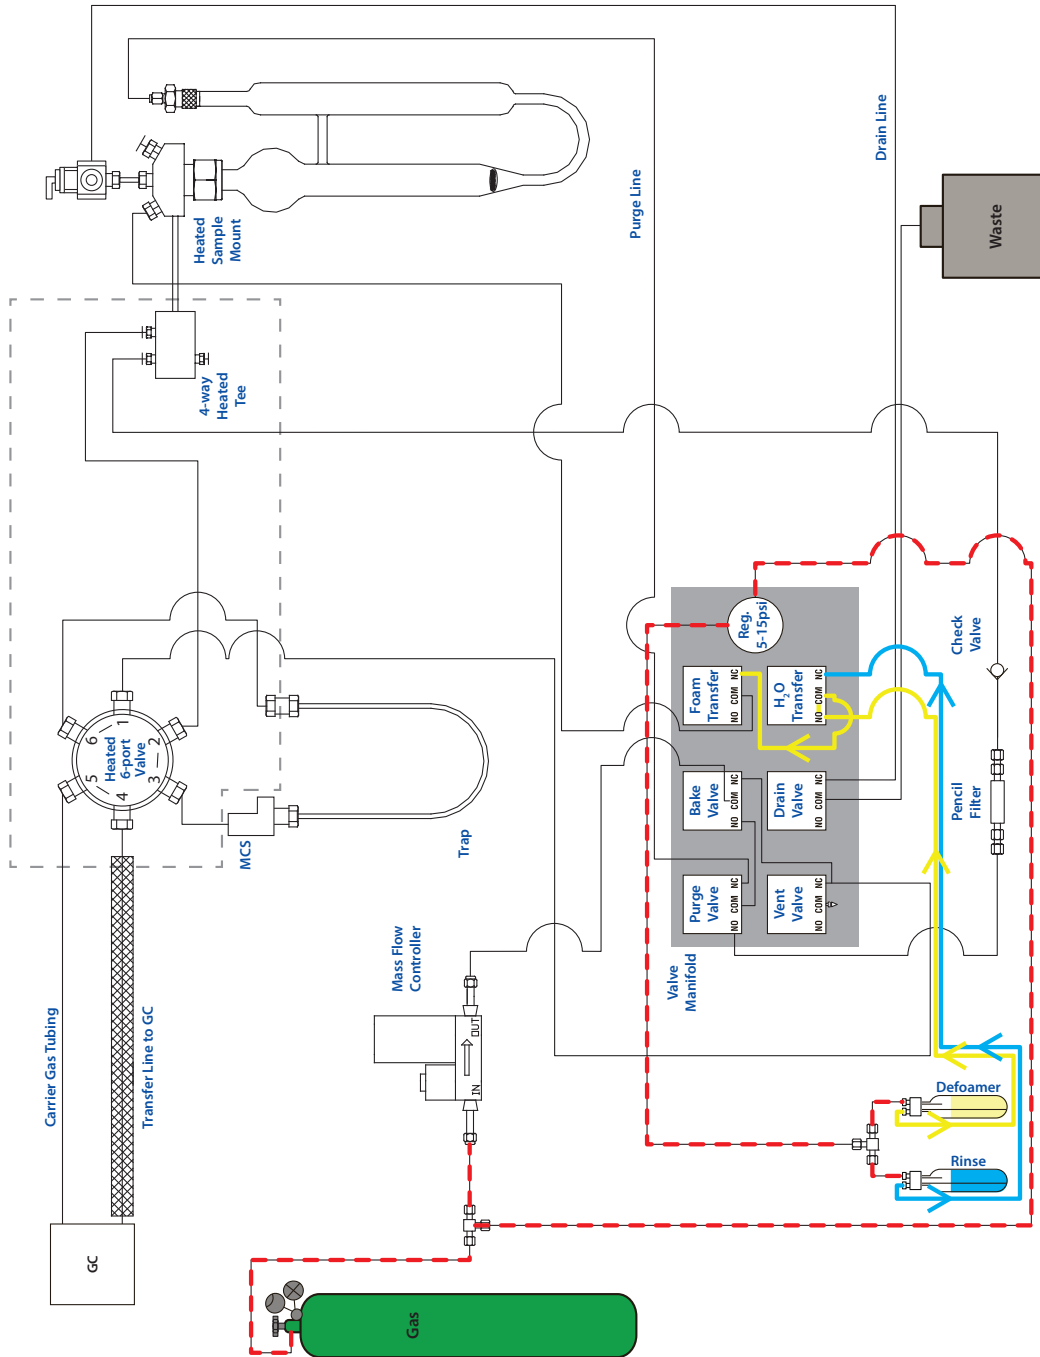 Drain Line
Purge Line
Heated
Sample
Mount
Waste
4-way
Heated
Tee
Check
Valve
Pencil
Filter
Reg.
5-15psi
Foam
Transfer
NO COM NC
H₂O
Transfer
NO COM NC
Bake
Valve
NO COM NC
Drain
Valve
NO COM NC
Purge
Valve
NO COM NC
Vent
Valve
NO COM NC
Valve
Manifold
Heated
6-port
Valve
1
2
3
4
5
6
MCS
Trap
Mass Flow
Controller
IN
OUT
Carrier Gas Tubing
Transfer Line to GC
GC
Gas
Defoamer
Rinse